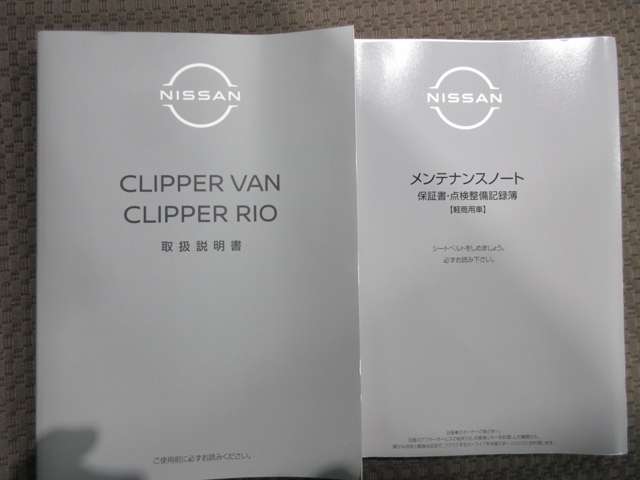 NISSAN
CLIPPER VAN
CLIPPER RIO
取扱説明書
ご使用前に必ずお読みください。
NISSAN
メンテナンスノート
保証書・点検整備記録簿
【軽商用車】
シートベルトをしめましょう。
必ずお読み下さい。